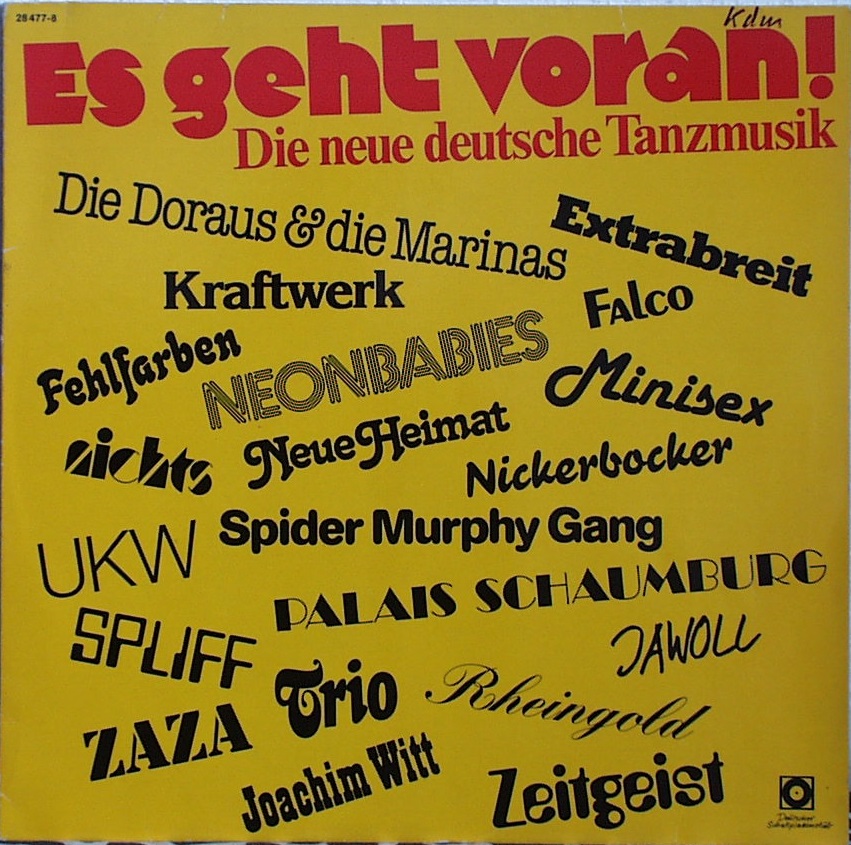 28 477-8
Kdm
Es geht voran!
Die neue deutsche Tanzmusik
Die Doraus & die Marinas
Extrabreit
Kraftwerk
Falco
Fehlfarben
NEONBABIES
Minisex
nichts
Neue Heimat
Nickerbocker
UKW
Spider Murphy Gang
PALAIS SCHAUMBURG
SPLIFF
JAWOLL
Trio
Rheingold
ZAZA
Joachim Witt
Zeitgeist
Deutscher
Schallplattenclub